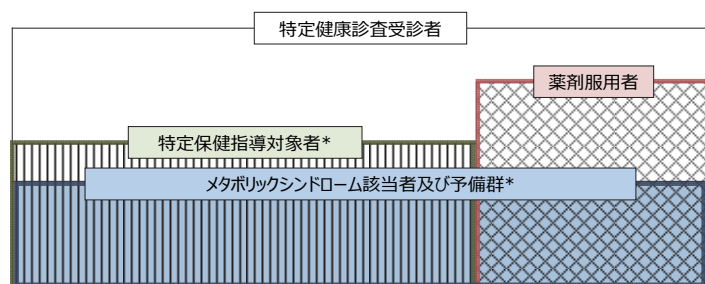 特定健康診査受診者
薬剤服用者
特定保健指導対象者*
メタボリックシンドローム該当者及び予備群*